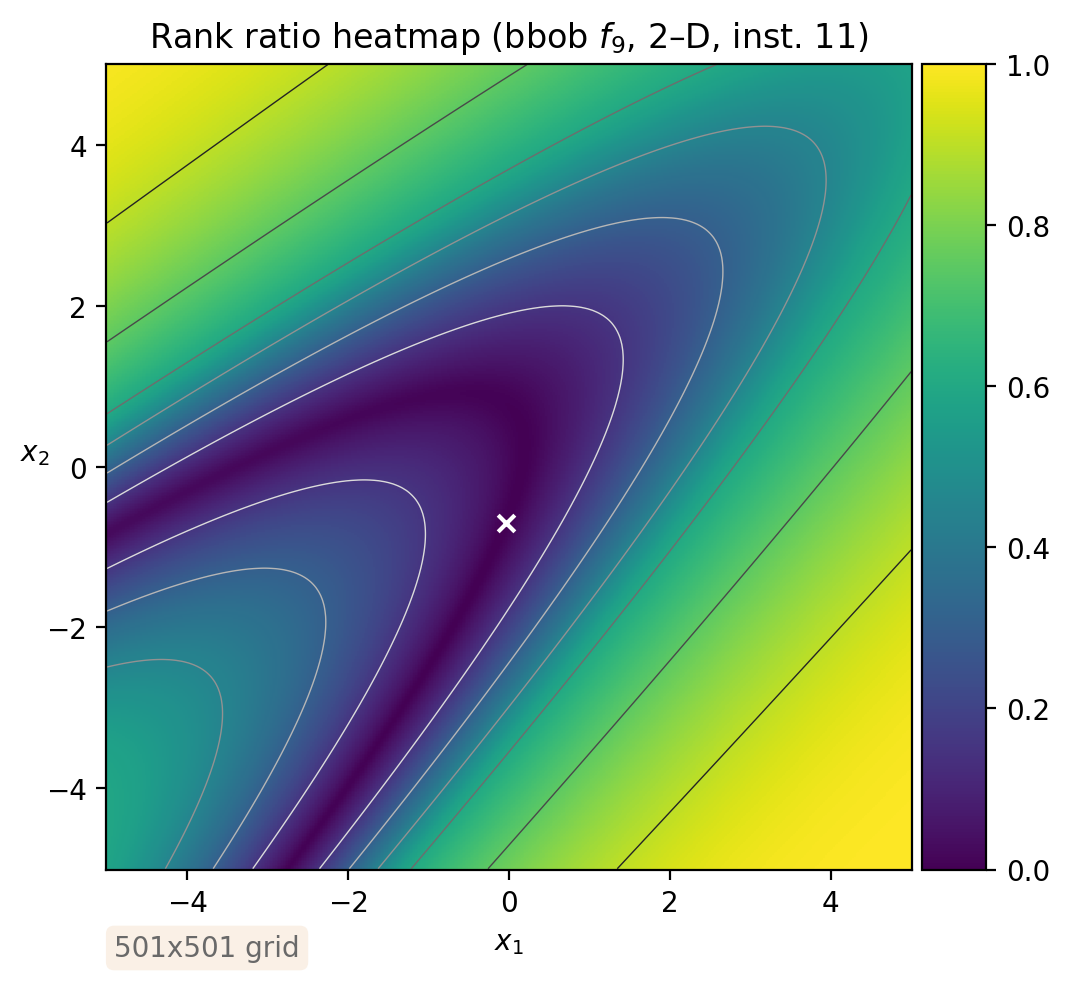 Rank ratio heatmap (bbob f₉, 2–D, inst. 11)
1.0
0.8
0.6
0.4
0.2
0.0
4
2
0
−2
−4
x₂
−4 −2 0 2 4
x₁
501x501 grid